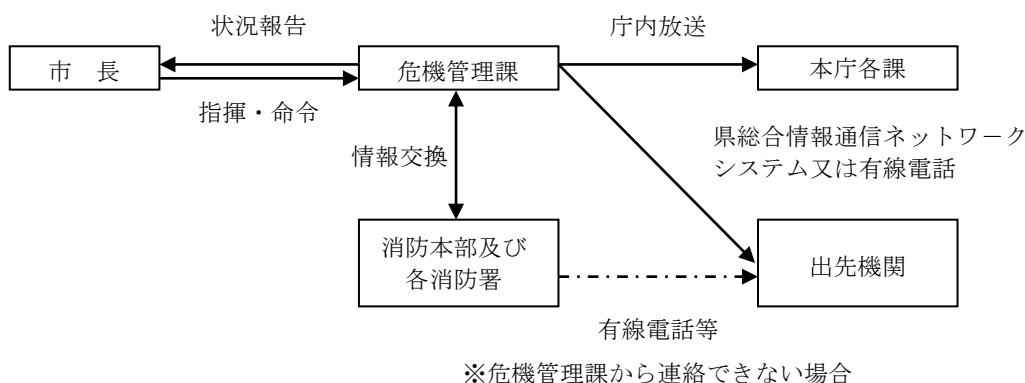 状況報告
庁内放送
市　長
危機管理課
本庁各課
指揮・命令
県総合情報通信ネットワーク
システム又は有線電話
情報交換
消防本部及び
各消防署
出先機関
有線電話等
※危機管理課から連絡できない場合